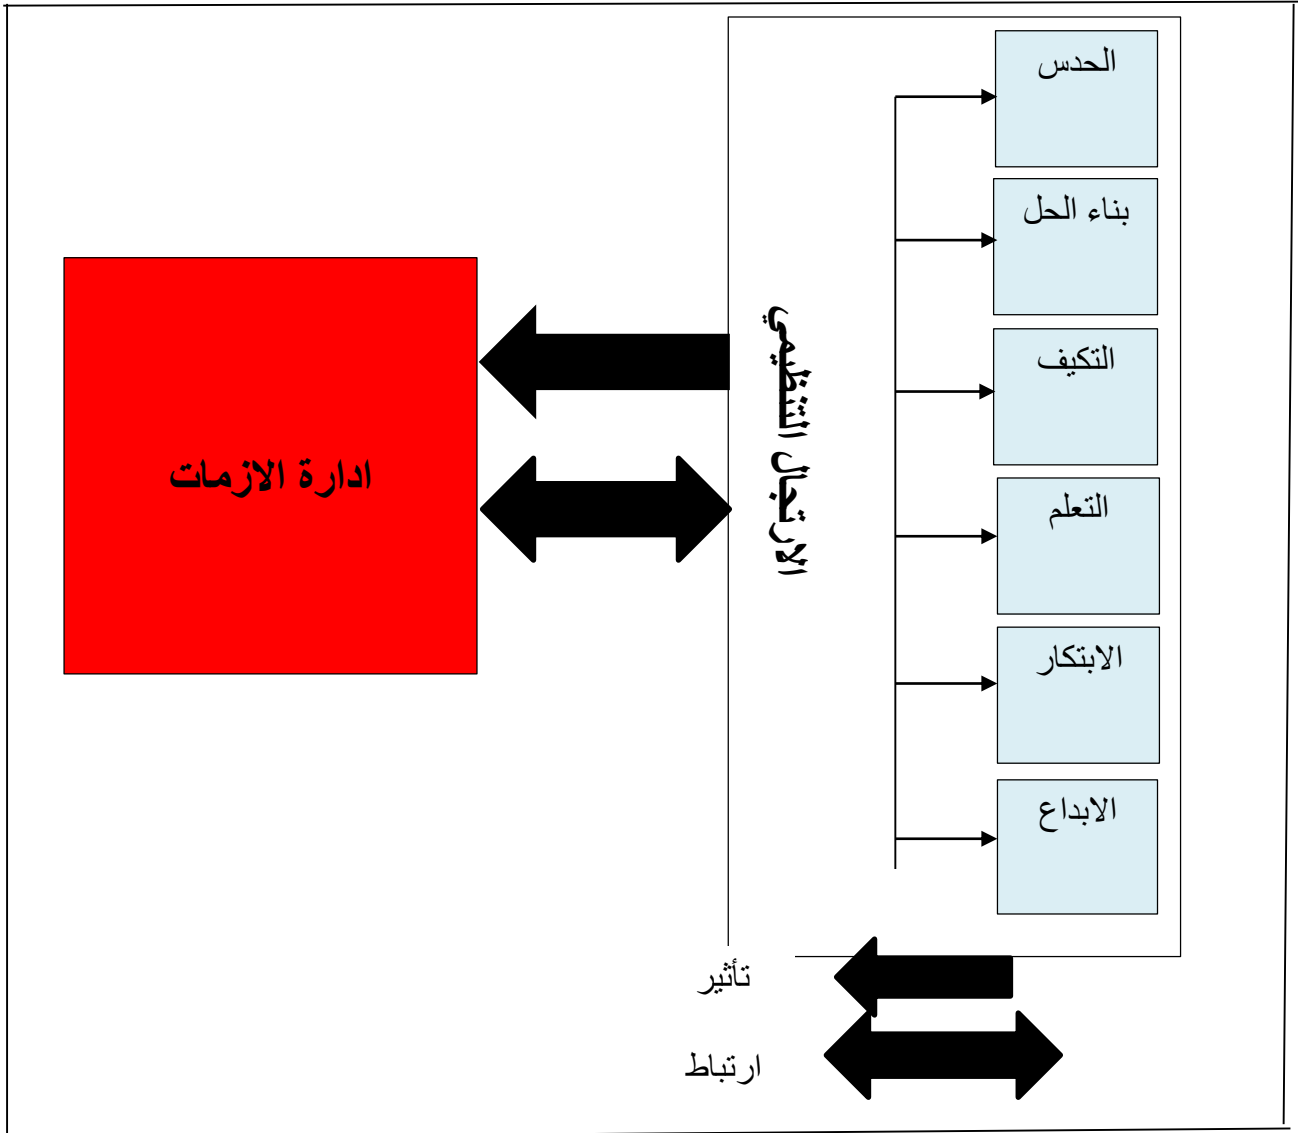 الحدس
بناء الحل
التكيف
التعلم
الابتكار
الابداع
الارتجال التنظيمي
ادارة الازمات
تأثير
ارتباط